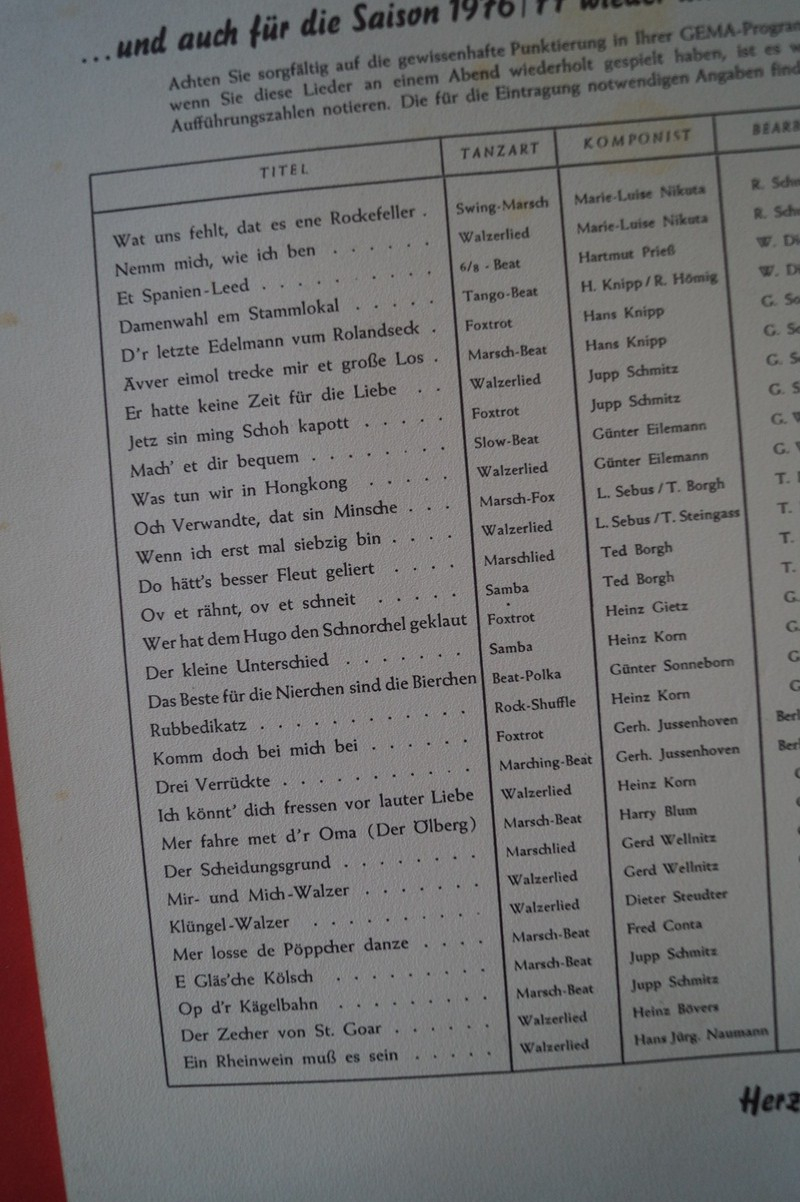 ...und auch für die Saison 1976/77 wieder
Achten Sie sorgfältig auf die gewissenhafte Punktierung in Ihrer GEMA-Program
wenn Sie diese Lieder an einem Abend wiederholt gespielt haben, ist es
Aufführungszahlen notieren. Die für die Eintragung notwendigen Angaben find
TITEL TANZART KOMPONIST BEARB
Wat uns fehlt, dat es ene Rockefeller . Swing-Marsch Marie-Luise Nikuta R. Sch
Nemm mich, wie ich ben . . . . . . Walzerlied Marie-Luise Nikuta R. Sch
Et Spanien-Leed . . . . . . . . . . 6/8 - Beat Hartmut Prieß W. Di
Damenwahl em Stammlokal . . . . . Tango-Beat H. Knipp / R. Hömig W. D
D'r letzte Edelmann vum Rolandseck . Foxtrot Hans Knipp G. So
Ävver eimol trecke mir et große Los . Marsch-Beat Hans Knipp G. S
Er hatte keine Zeit für die Liebe . . Walzerlied Jupp Schmitz G. S
Jetz sin ming Schoh kapott . . . . . Foxtrot Jupp Schmitz G. S
Mach' et dir bequem . . . . . . . . Slow-Beat Günter Eilemann G.
Was tun wir in Hongkong . . . . . Walzerlied Günter Eilemann G.
Och Verwandte, dat sin Minsche . . . Marsch-Fox L. Sebus / T. Borgh T.
Wenn ich erst mal siebzig bin . . . . Walzerlied L. Sebus / T. Steingass T.
Do hätt's besser Fleut geliert . . . . Marschlied Ted Borgh T.
Ov et rähnt, ov et schneit . . . . . Samba Ted Borgh T.
Wer hat dem Hugo den Schnorchel geklaut Foxtrot Heinz Gietz G.
Der kleine Unterschied . . . . . . . Samba Heinz Korn G.
Das Beste für die Nierchen sind die Bierchen Beat-Polka Günter Sonneborn G
Rubbedikatz . . . . . . . . . . . Rock-Shuffle Heinz Korn G
Komm doch bei mich bei . . . . . . Foxtrot Gerh. Jussenhoven Berl
Drei Verrückte . . . . . . . . . . Marching-Beat Gerh. Jussenhoven Berl
Ich könnt' dich fressen vor lauter Liebe Walzerlied Heinz Korn
Mer fahre met d'r Oma (Der Ölberg) Marsch-Beat Harry Blum
Der Scheidungsgrund . . . . . . . . Marschlied Gerd Wellnitz
Mir- und Mich-Walzer . . . . . . . Walzerlied Gerd Wellnitz
Klüngel-Walzer . . . . . . . . . Walzerlied Dieter Steudter
Mer losse de Pöppcher danze . . . . Marsch-Beat Fred Conta
E Gläs'che Kölsch . . . . . . . . Marsch-Beat Jupp Schmitz
Op d'r Kägelbahn . . . . . . . . . Marsch-Beat Jupp Schmitz
Der Zecher von St. Goar . . . . . . Walzerlied Heinz Bövers
Ein Rheinwein muß es sein . . . . . Walzerlied Hans Jürg. Naumann
Herz